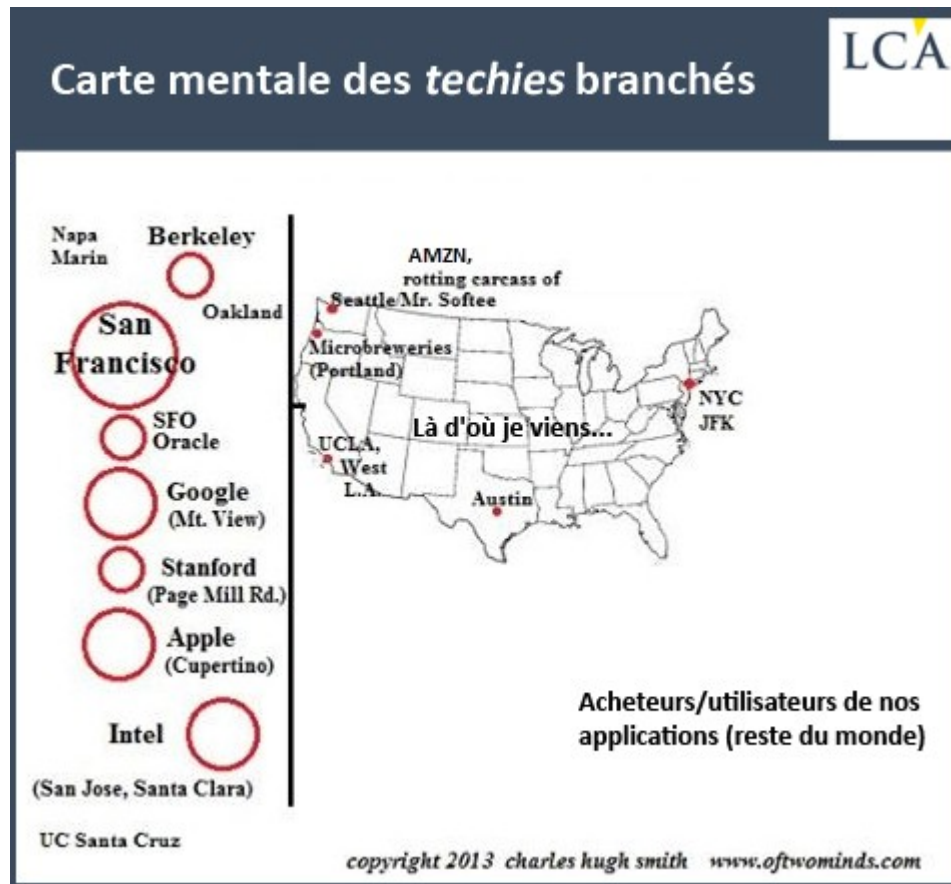 Carte mentale des techies branchés
LCA
Napa
Marin
Berkeley
Oakland
San
Francisco
SFO
Oracle
Google
(Mt. View)
Stanford
(Page Mill Rd.)
Apple
(Cupertino)
Intel
(San Jose, Santa Clara)
UC Santa Cruz
AMZN,
rotting carcass of
Seattle/Mr. Softee
Microbreweries
(Portland)
NYC
JFK
Là d'où je viens...
UCLA,
West
L.A.
Austin
Acheteurs/utilisateurs de nos
applications (reste du monde)
copyright 2013 charles hugh smith www.oftwominds.com